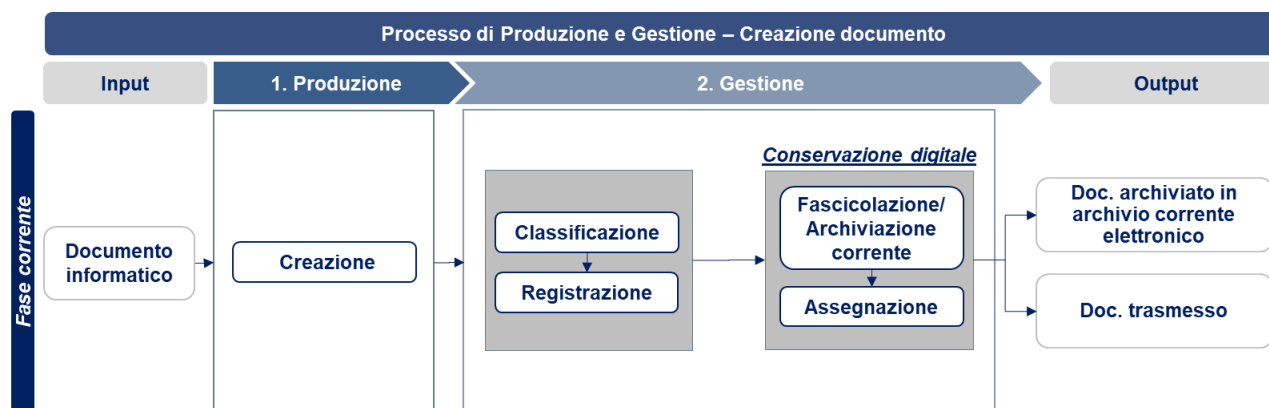 Processo di Produzione e Gestione – Creazione documento
Input
1. Produzione
2. Gestione
Output
Fase corrente
Documento
informatico
Creazione
Classificazione
Registrazione
Conservazione digitale
Fascicolazione/
Archiviazione
corrente
Assegnazione
Doc. archiviato in
archivio corrente
elettronico
Doc. trasmesso